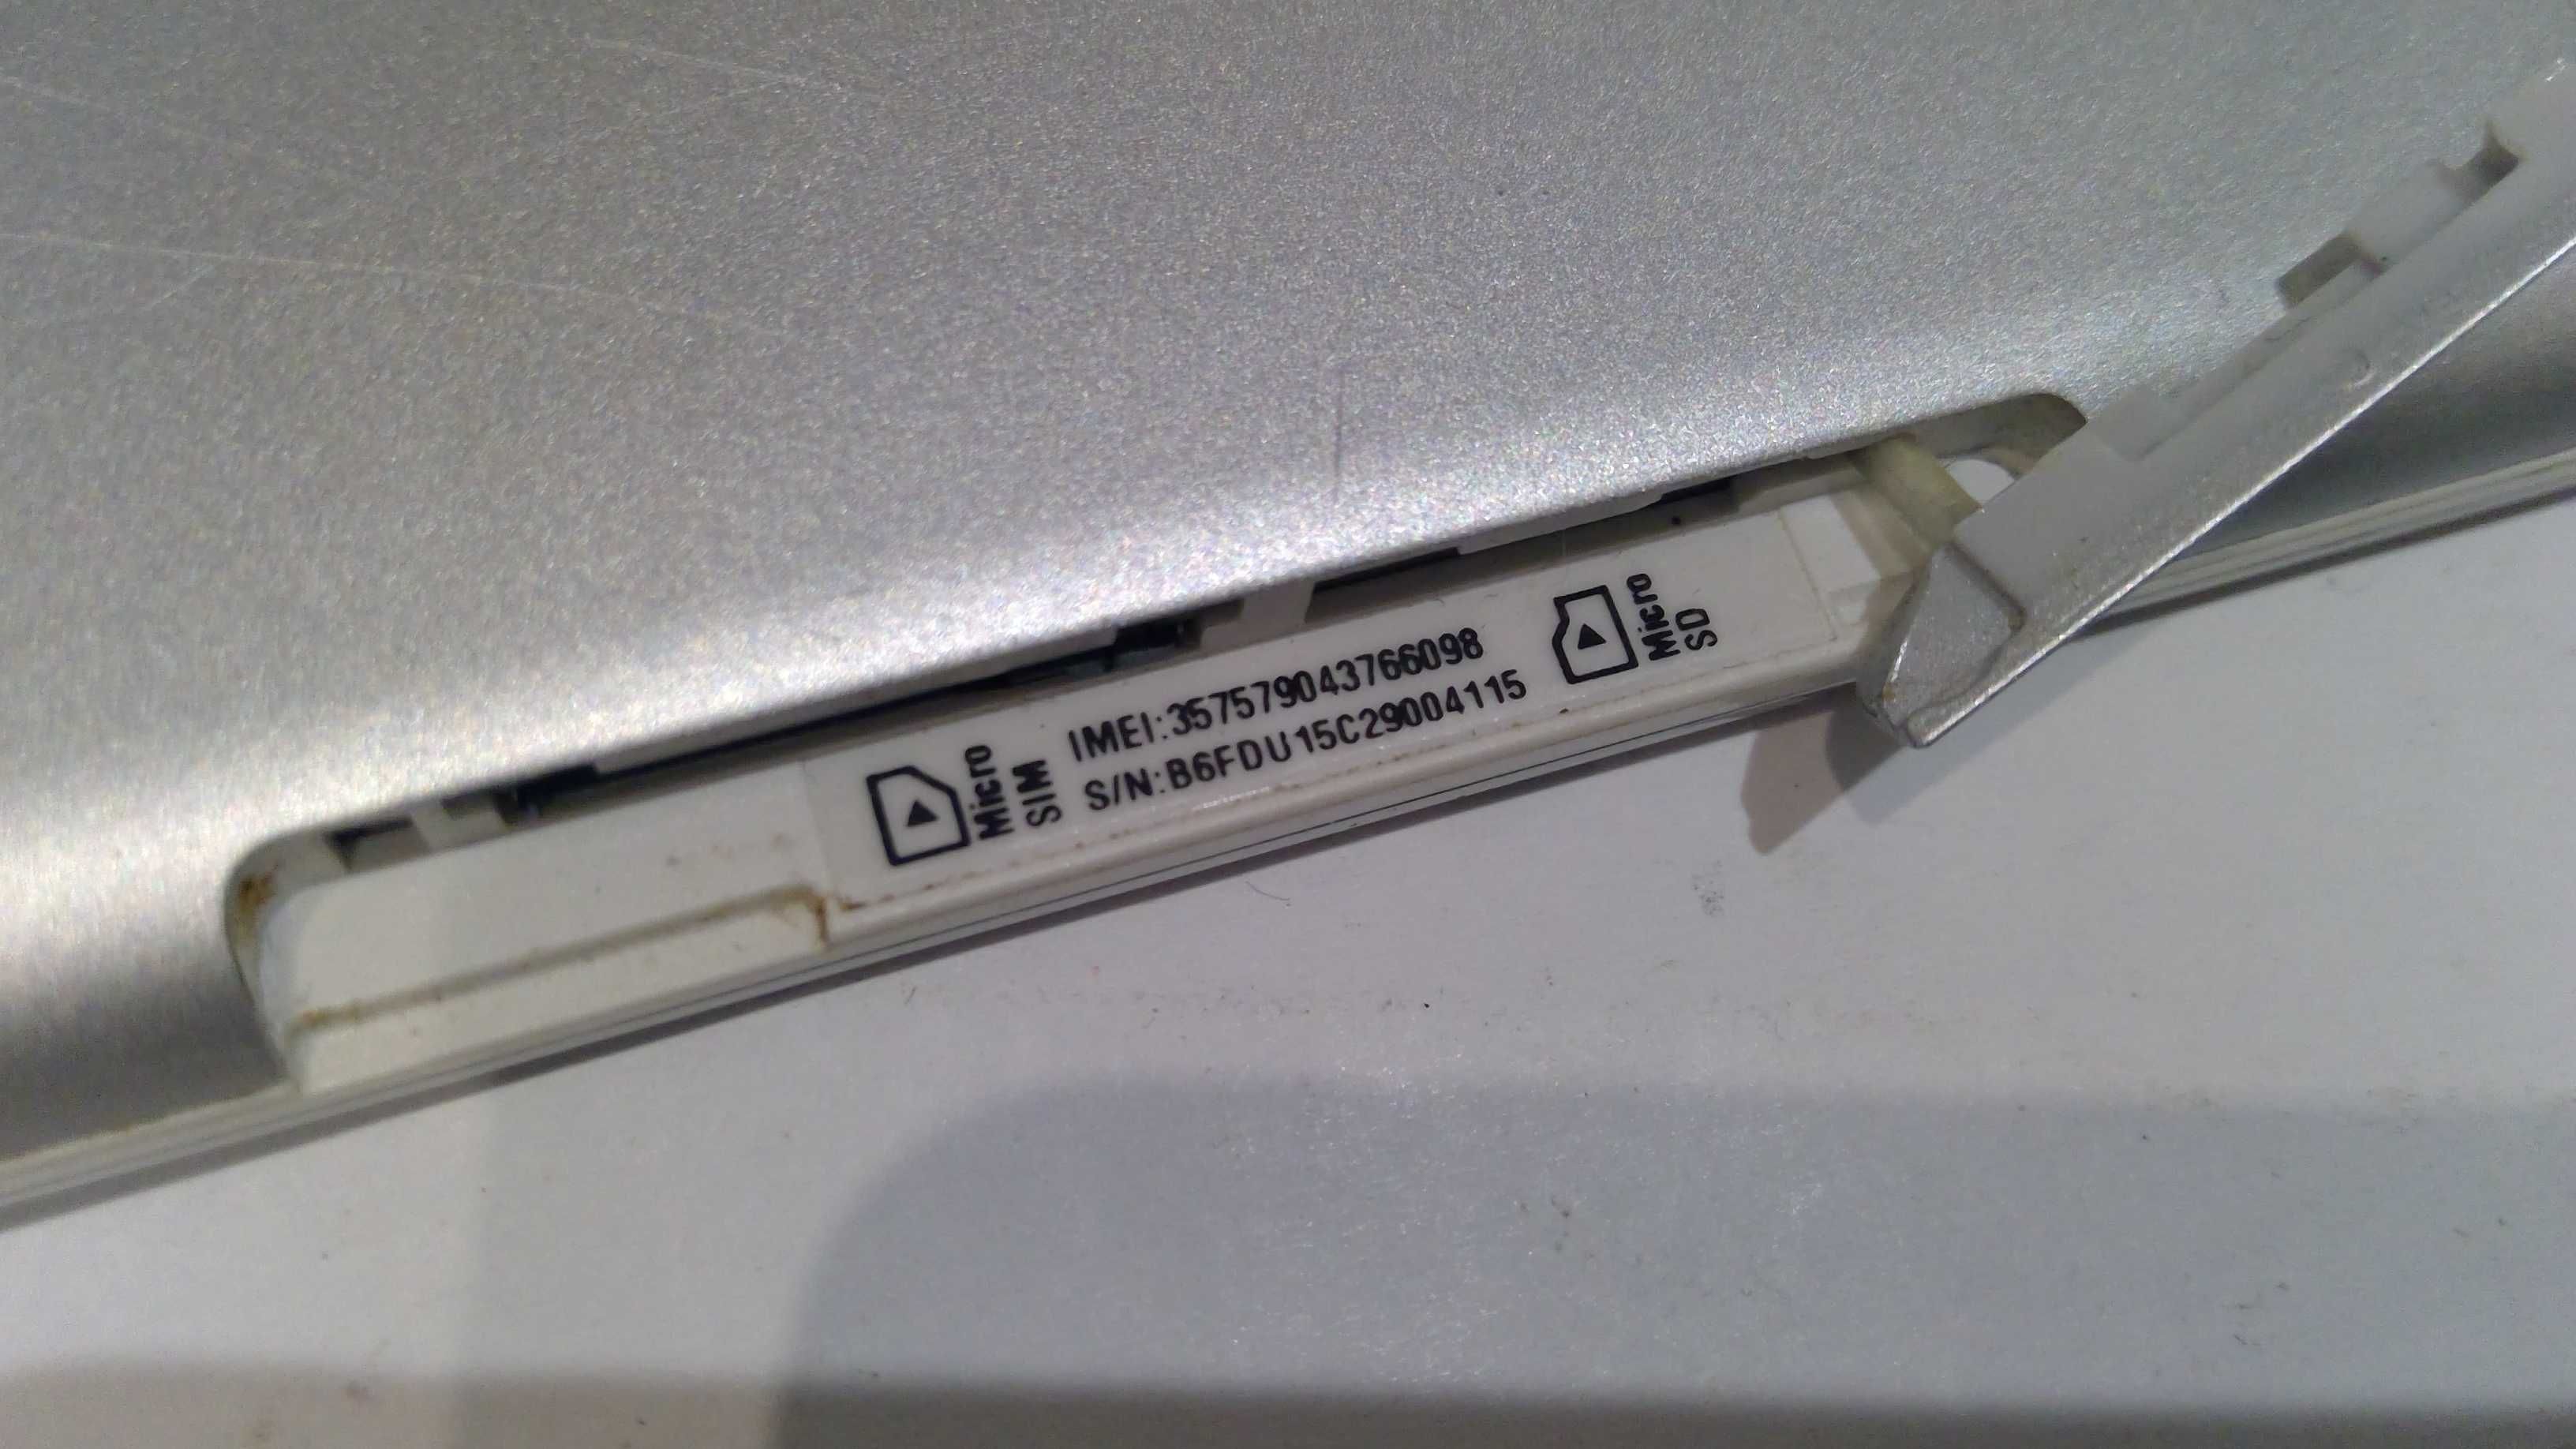 Micro
SIM
IMEI:357579043766098
S/N:B6FDU15C29004115
Micro
SD